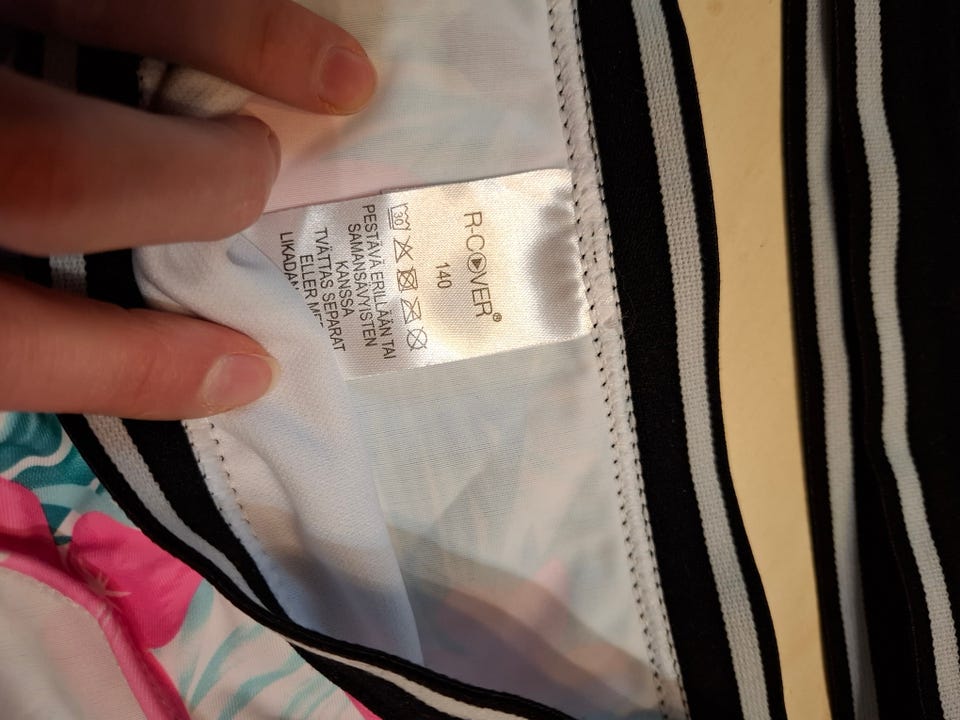 R-COVER®
140
30
PESTÄVÄ ERILLÄÄN TAI
SAMANSÄVYISTEN
KANSSA
TVÄTTAS SEPARAT
ELLER